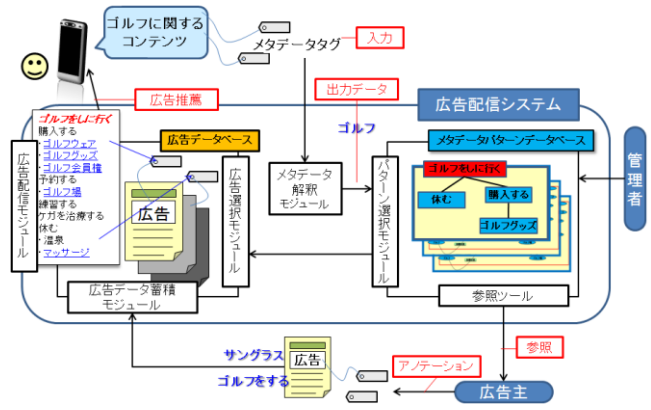 ゴルフに関する
コンテンツ
メタデータタグ
入力
広告推薦
出力データ
広告配信システム
ゴルフ
ゴルフをしに行く
購入する
・ゴルフウェア
・ゴルフグッズ
・ゴルフ会員権
予約する
・ゴルフ場
練習する
ケガを治療する
休む
・温泉
・マッサージ
広告配信モジュール
広告データベース
広告
広告選択モジュール
広告データ蓄積
モジュール
メタデータ
解釈
モジュール
パターン選択モジュール
メタデータパターンデータベース
ゴルフをしに行く
休む
購入する
ゴルフグッズ
参照ツール
管理者
参照
サングラス
ゴルフをする
広告
アノテーション
広告主